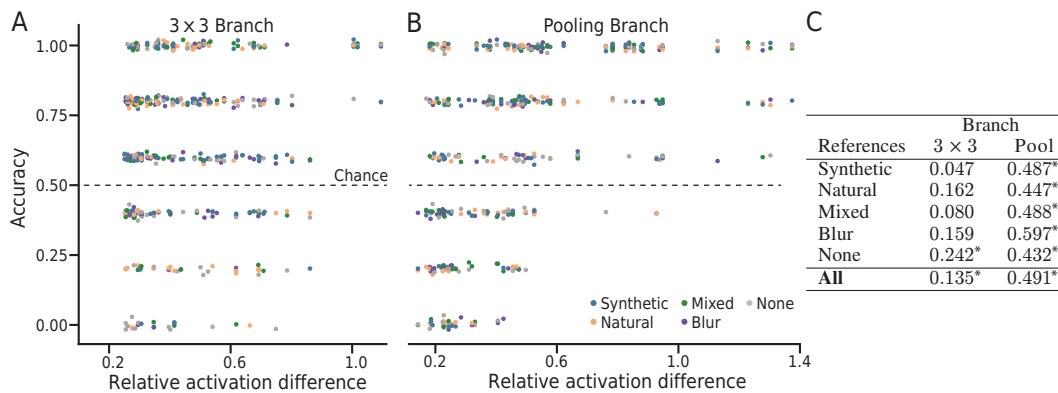 A
3 × 3 Branch
Accuracy
1.00
0.75
0.50
0.25
0.00
Chance
0.2
0.6
1.0
Relative activation difference
B
Pooling Branch
Synthetic
Mixed
None
Natural
Blur
0.2
0.6
1.0
1.4
Relative activation difference
C
Branch
References 3 × 3 Pool
Synthetic 0.047 0.487*
Natural 0.162 0.447*
Mixed 0.080 0.488*
Blur 0.159 0.597*
None 0.242* 0.432*
All 0.135* 0.491*